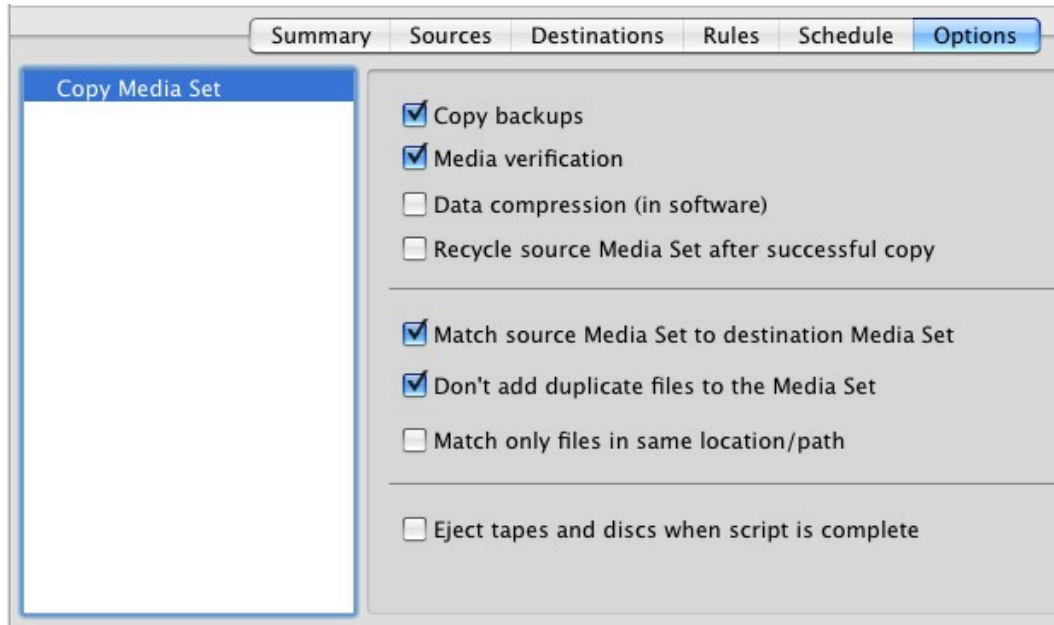 Summary Sources Destinations Rules Schedule Options
Copy Media Set
Copy backups
Media verification
Data compression (in software)
Recycle source Media Set after successful copy
Match source Media Set to destination Media Set
Don't add duplicate files to the Media Set
Match only files in same location/path
Eject tapes and discs when script is complete